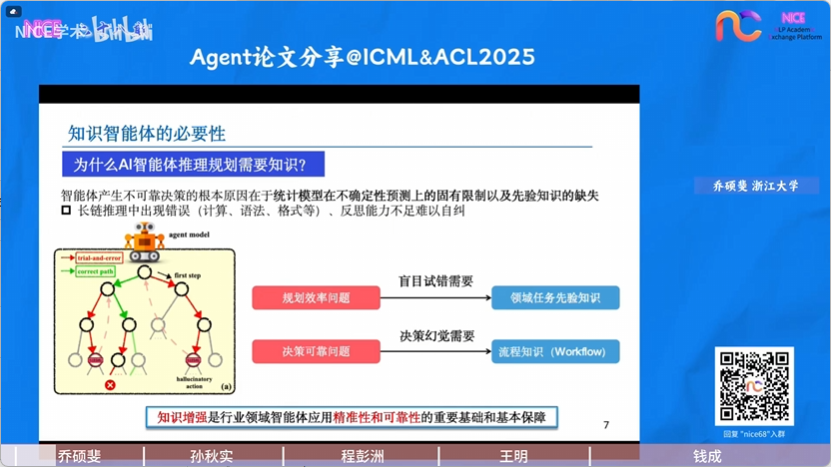 NICE学术
bilibili
NICE
NLP Academic
Exchange Platform
Agent论文分享@ICML&ACL2025
知识智能体的必要性
为什么AI智能体推理规划需要知识?
智能体产生不可靠决策的根本原因在于统计模型在不确定性预测上的固有限制以及先验知识的缺失
长链推理中出现错误（计算、语法、格式等）、反思能力不足难以自纠
乔硕斐 浙江大学
agent model
trial-and-error
correct path
first step
hallucinatory
action
(a)
盲目试错需要
规划效率问题
领域任务先验知识
决策幻觉需要
决策可靠问题
流程知识（Workflow)
知识增强是行业领域智能体应用精准性和可靠性的重要基础和基本保障
7
回复 "nice68"入群
乔硕斐
孙秋实
程彭洲
王明
钱成